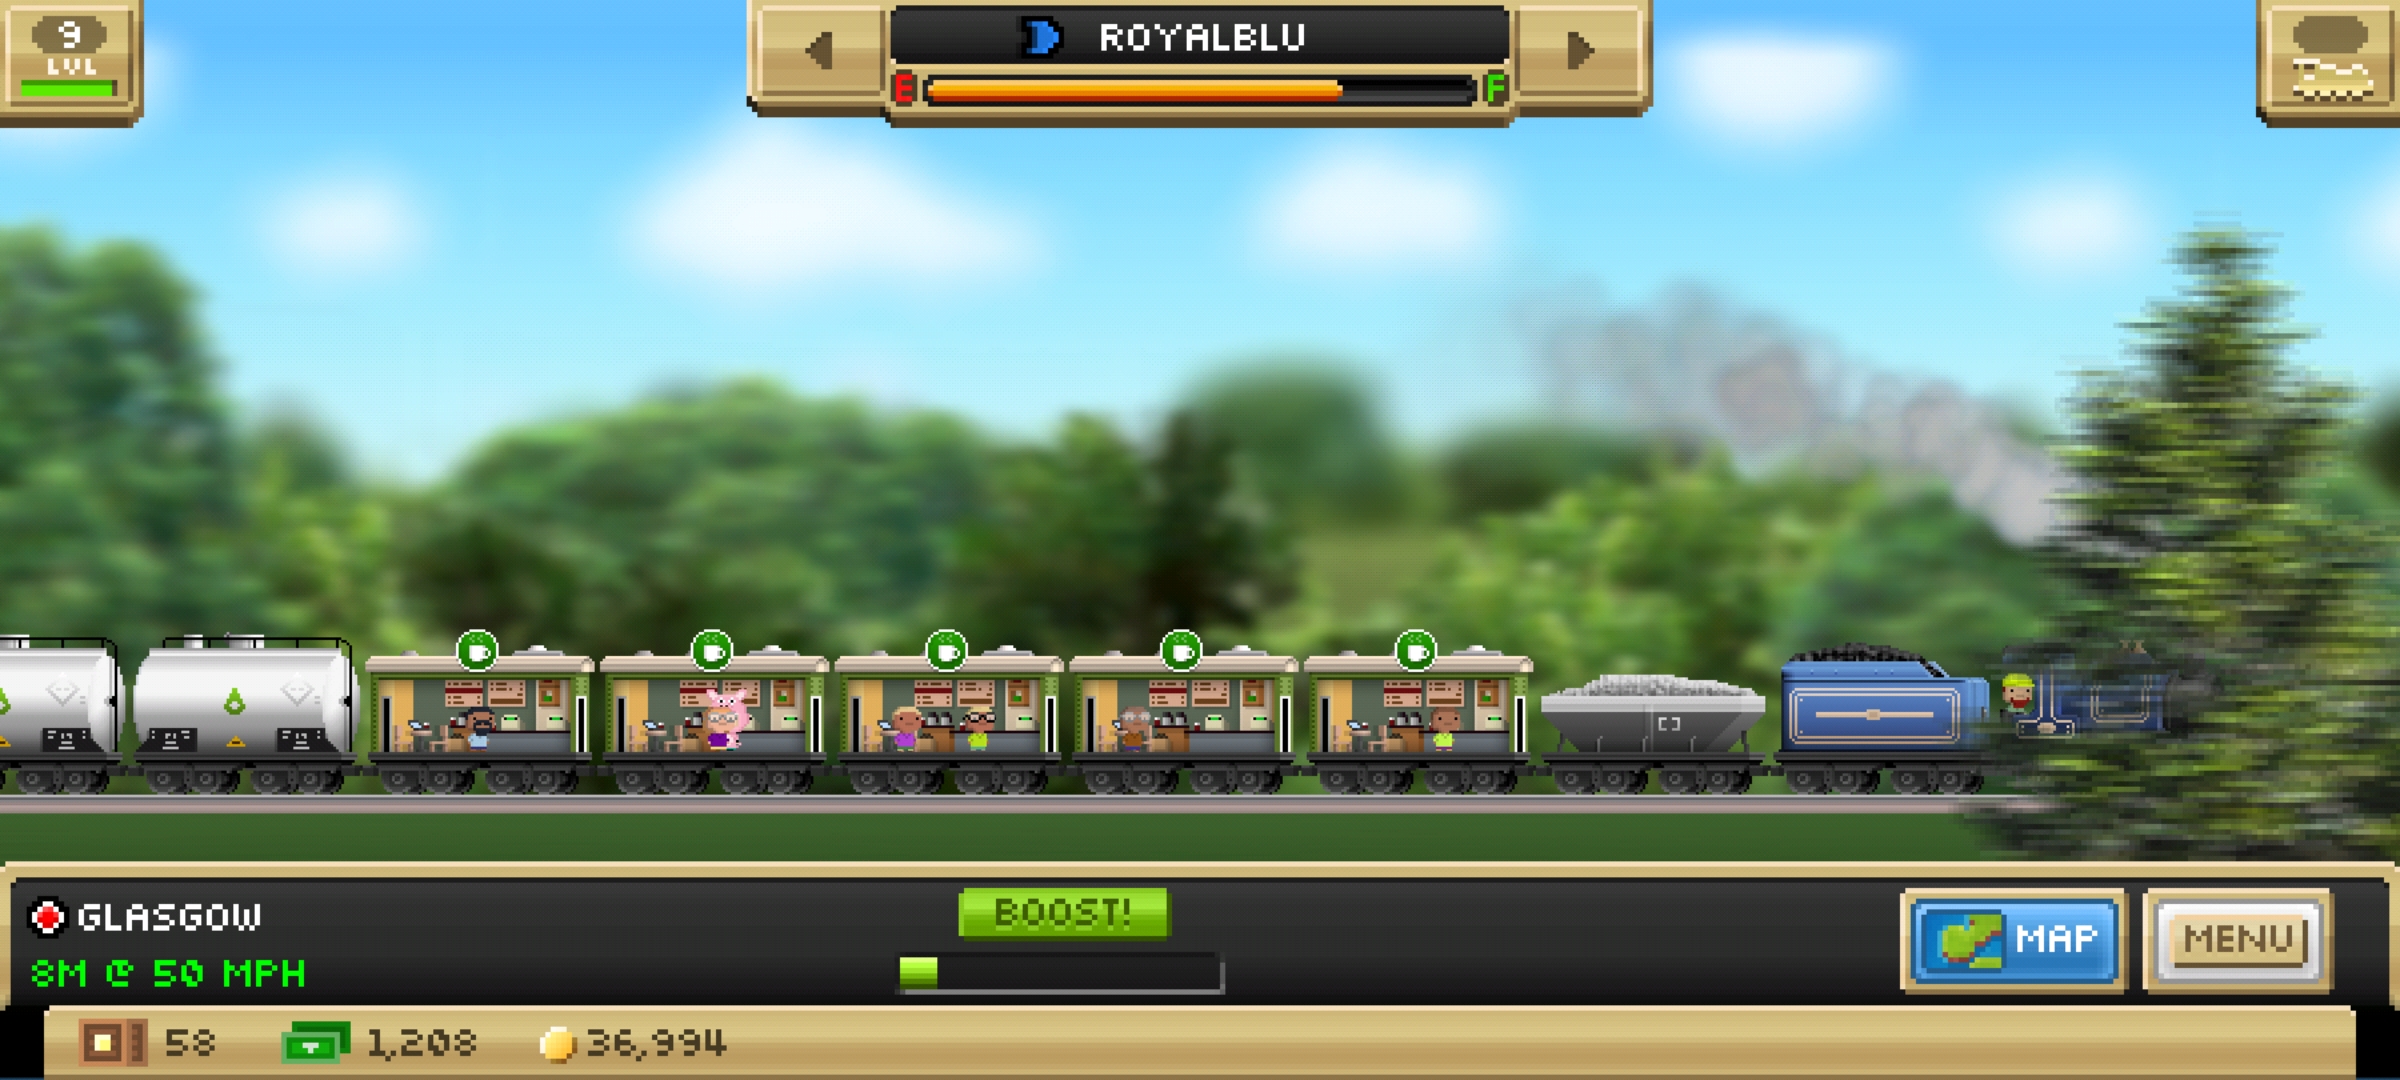 9
LVL
ROYALBLU
E
F
GLASGOW
8M @ 50 MPH
BOOST!
MAP
MENU
58
1,208
36,994